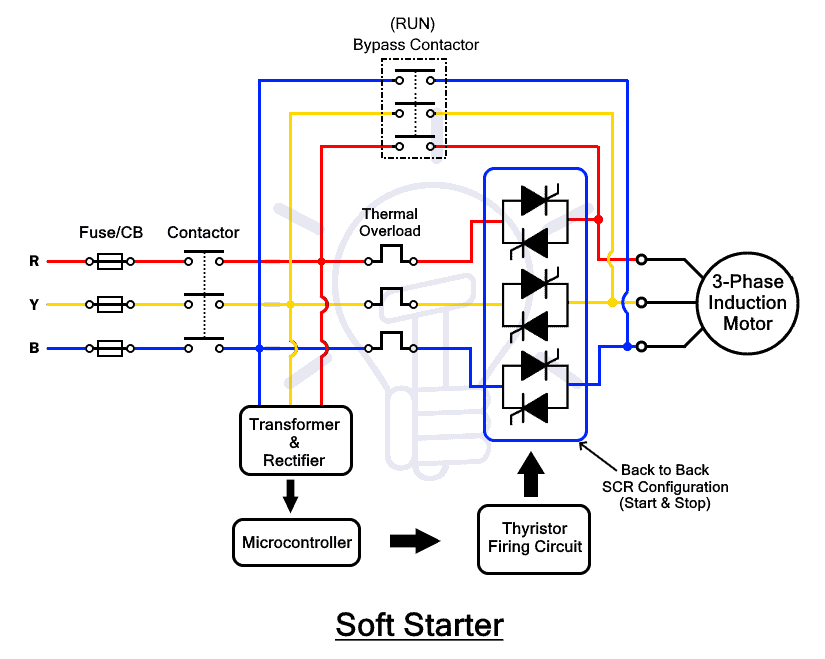 (RUN)
Bypass Contactor
Fuse/CB
Contactor
Thermal
Overload
R
Y
B
3-Phase
Induction
Motor
Transformer
&
Rectifier
Back to Back
SCR Configuration
(Start & Stop)
Microcontroller
Thyristor
Firing Circuit
Soft Starter